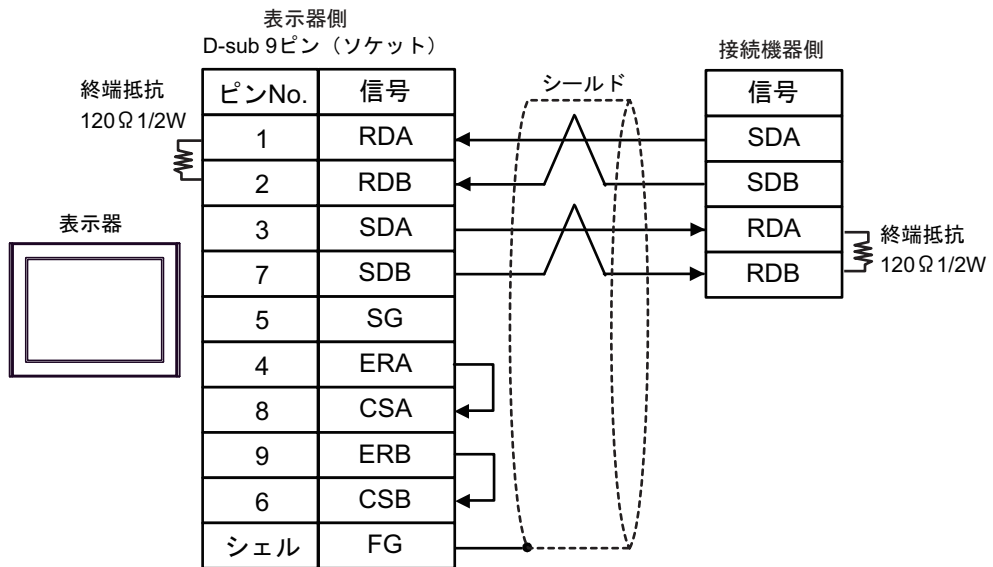 表示器側
D-sub 9ピン（ソケット）
接続機器側
終端抵抗
120Ω1/2W
シールド
ピンNo. 信号
1 RDA
2 RDB
3 SDA
7 SDB
5 SG
4 ERA
8 CSA
9 ERB
6 CSB
シェル FG
表示器
信号
SDA
SDB
RDA
RDB
終端抵抗
120Ω1/2W